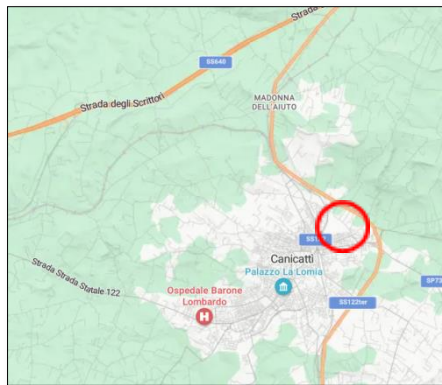 Strada
SS640
Strada degli Scrittori
MADONNA
DELL'AIUTO
Canicattì
Palazzo La Lomia
Strada Strada Statale 122
Ospedale Barone
Lombardo
H
SS122ter